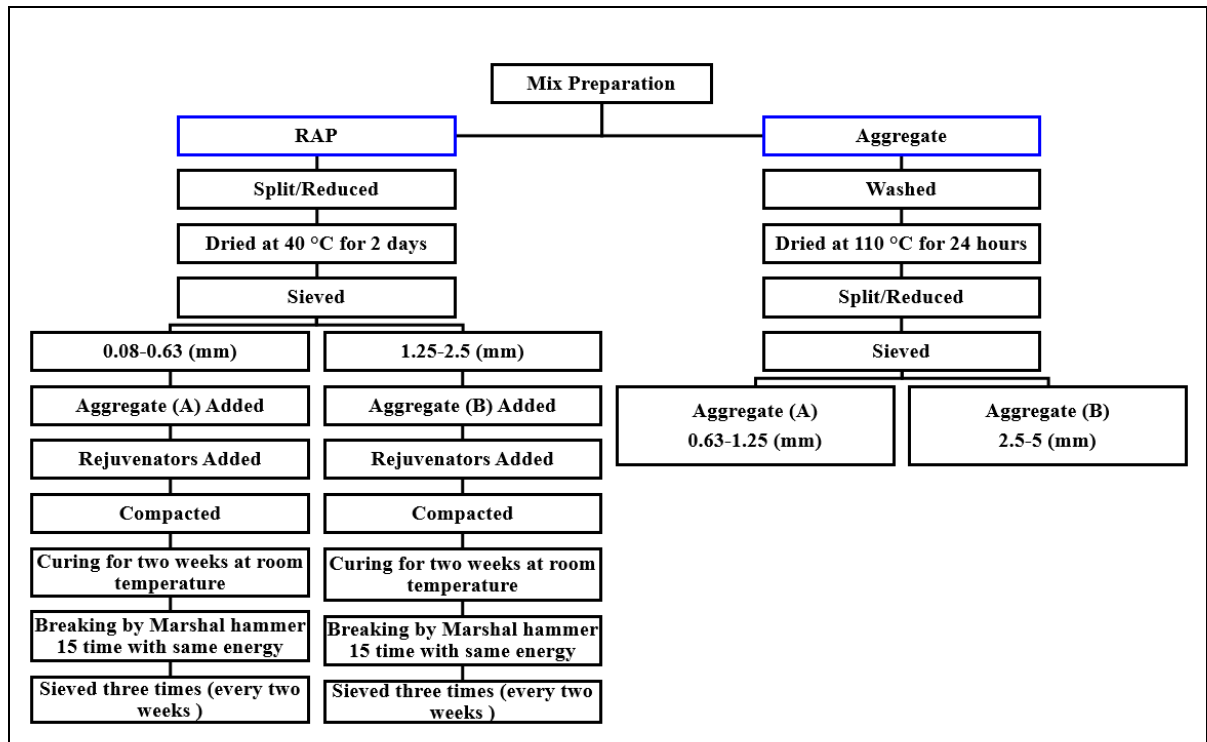 Mix Preparation
RAP
Aggregate
Split/Reduced
Washed
Dried at 40 °C for 2 days
Dried at 110 °C for 24 hours
Sieved
Split/Reduced
0.08-0.63 (mm)
1.25-2.5 (mm)
Sieved
Aggregate (A) Added
Aggregate (B) Added
Aggregate (A)
0.63-1.25 (mm)
Aggregate (B)
2.5-5 (mm)
Rejuvenators Added
Rejuvenators Added
Compacted
Compacted
Curing for two weeks at room
temperature
Curing for two weeks at room
temperature
Breaking by Marshal hammer
15 time with same energy
Breaking by Marshal hammer
15 time with same energy
Sieved three times (every two
weeks )
Sieved three times (every two
weeks )